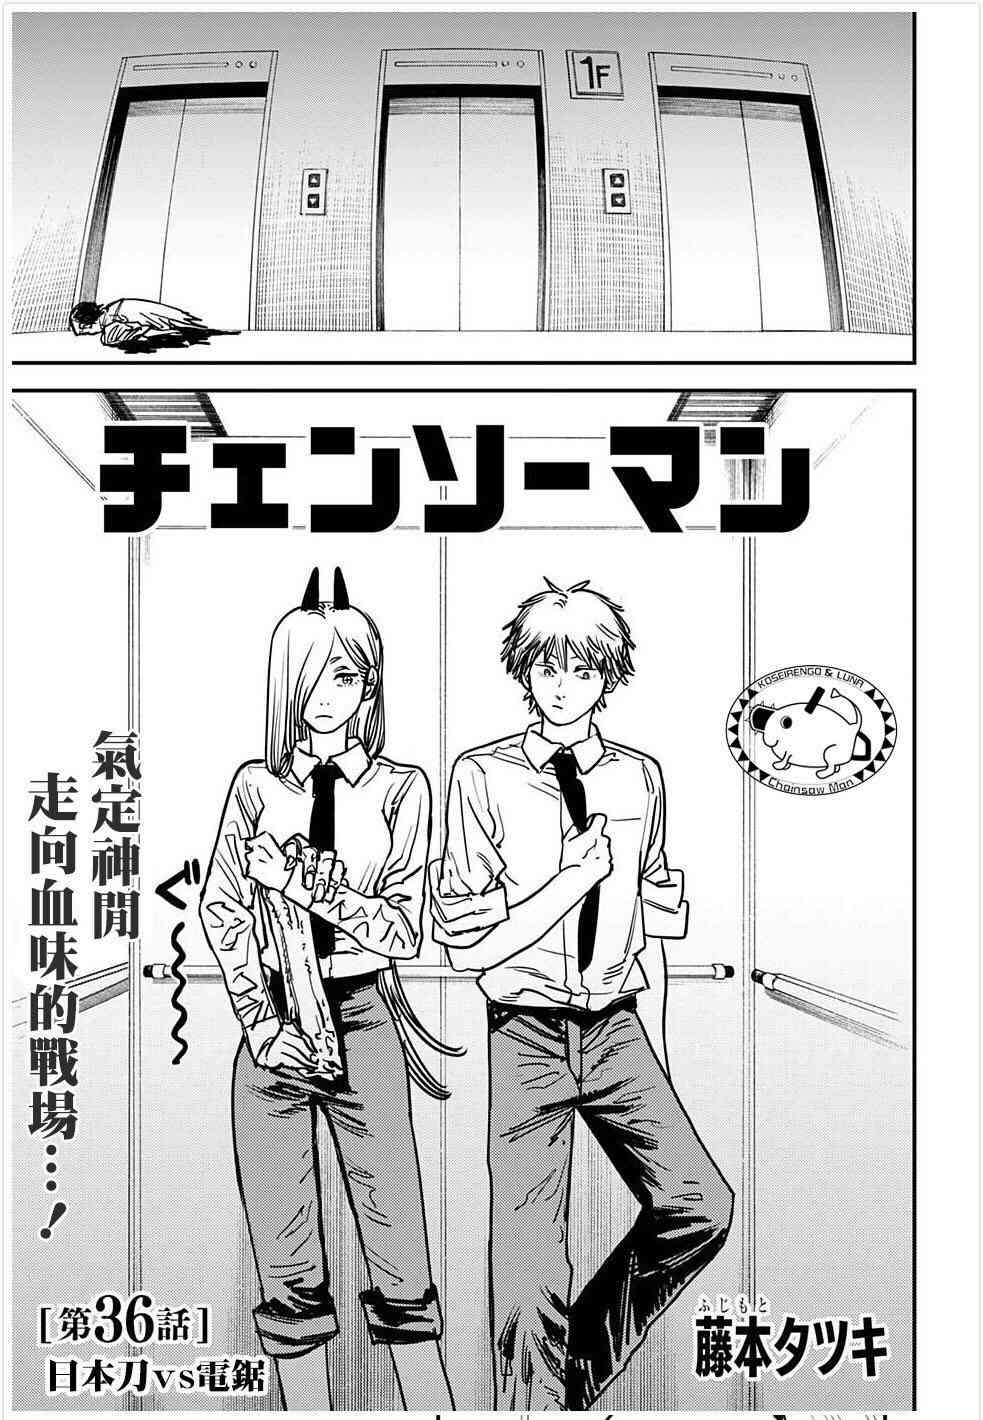 1F
チェンソーマン
KOSEIRENGO & LUNA
Chainsaw Man
氣定神閒
走向血味的戰場…！
ぐ〜〜
[第36話]
日本刀vs電鋸
ふじもと
藤本タツキ